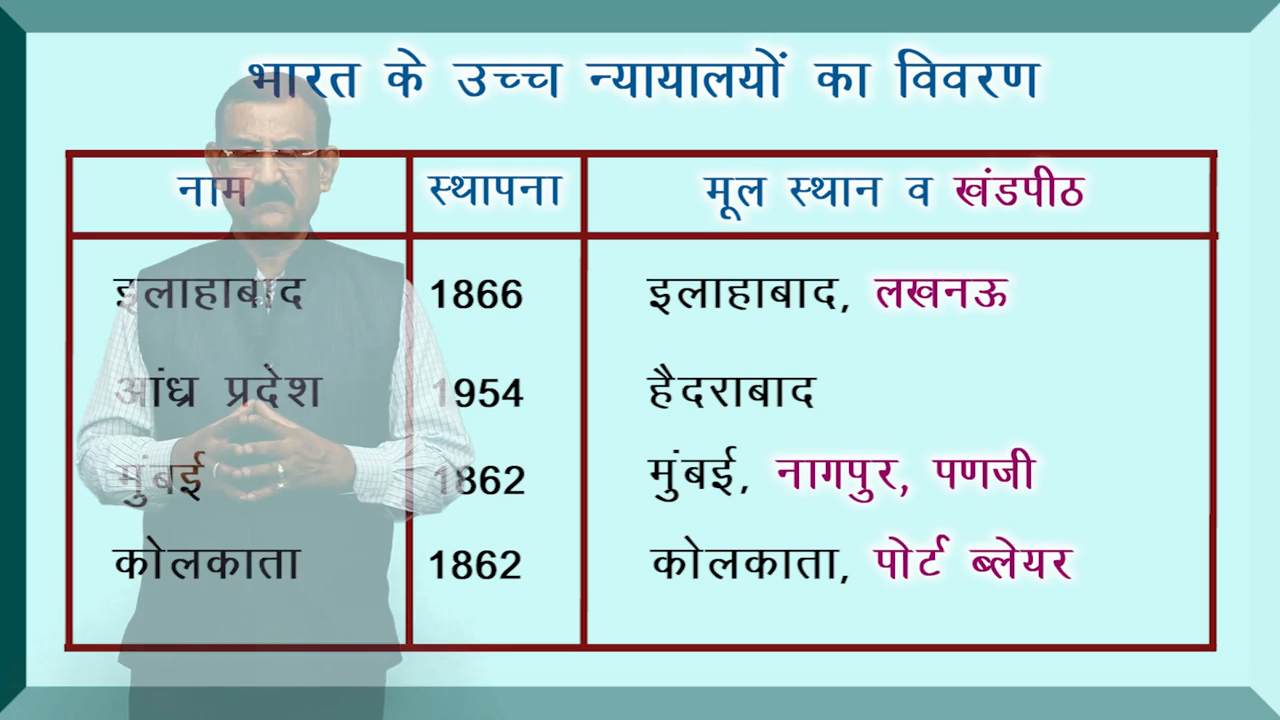 भारत के उच्च न्यायालयों का विवरण
नाम स्थापना मूल स्थान व खंडपीठ
इलाहाबाद 1866 इलाहाबाद, लखनऊ
आंध्र प्रदेश 1954 हैदराबाद
मुंबई 1862 मुंबई, नागपुर, पणजी
कोलकाता 1862 कोलकाता, पोर्ट ब्लेयर